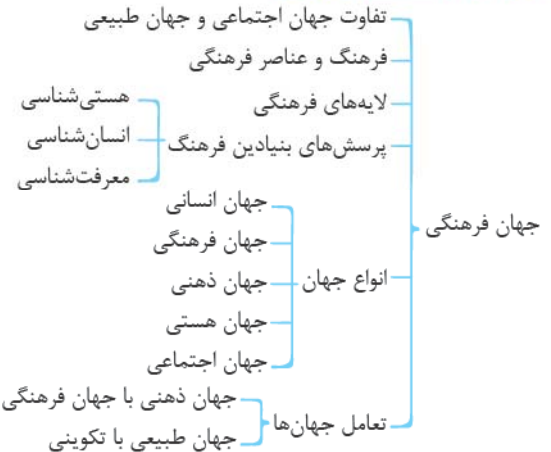 جهان فرهنگی
تفاوت جهان اجتماعی و جهان طبیعی
فرهنگ و عناصر فرهنگی
لایه‌های فرهنگی
پرسش‌های بنیادین فرهنگ
هستی‌شناسی
انسان‌شناسی
معرفت‌شناسی
انواع جهان
جهان انسانی
جهان فرهنگی
جهان ذهنی
جهان هستی
جهان اجتماعی
تعامل جهان‌ها
جهان ذهنی با جهان فرهنگی
جهان طبیعی با تکوینی